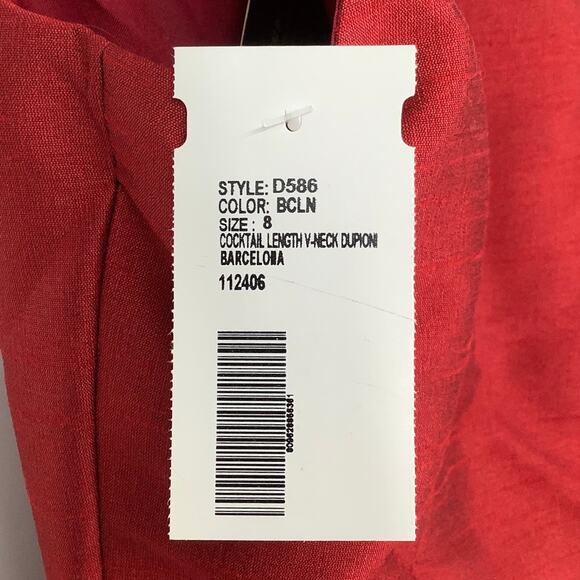 STYLE: D586
COLOR: BCLN
SIZE : 8
COCKTAIL LENGTH V-NECK DUPIONI
BARCELONA
112406